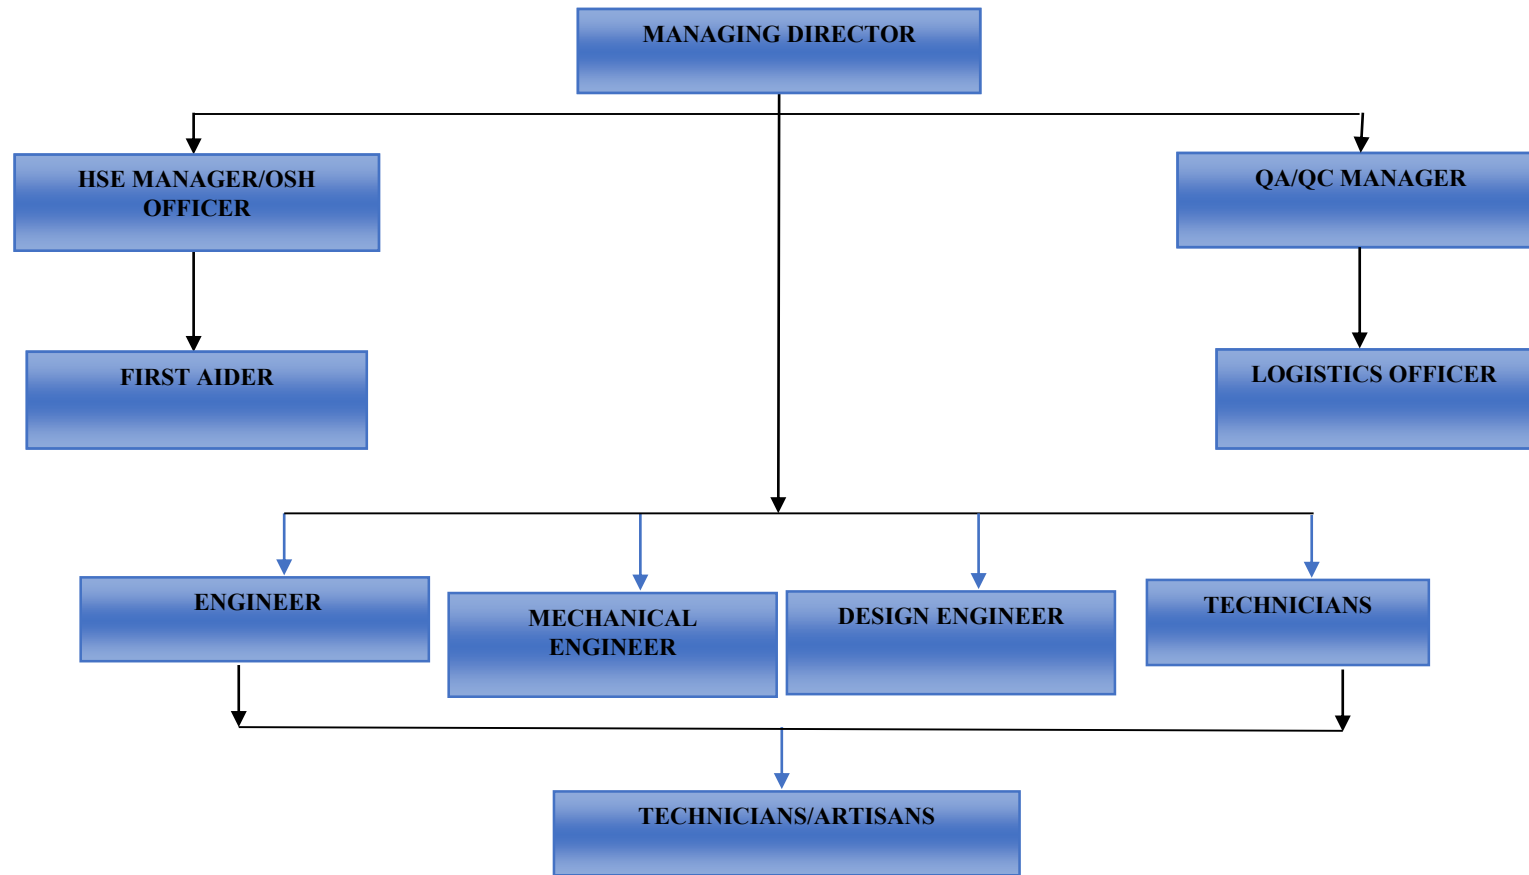 MANAGING DIRECTOR
HSE MANAGER/OSH
OFFICER
QA/QC MANAGER
FIRST AIDER
LOGISTICS OFFICER
ENGINEER
MECHANICAL
ENGINEER
DESIGN ENGINEER
TECHNICIANS
TECHNICIANS/ARTISANS